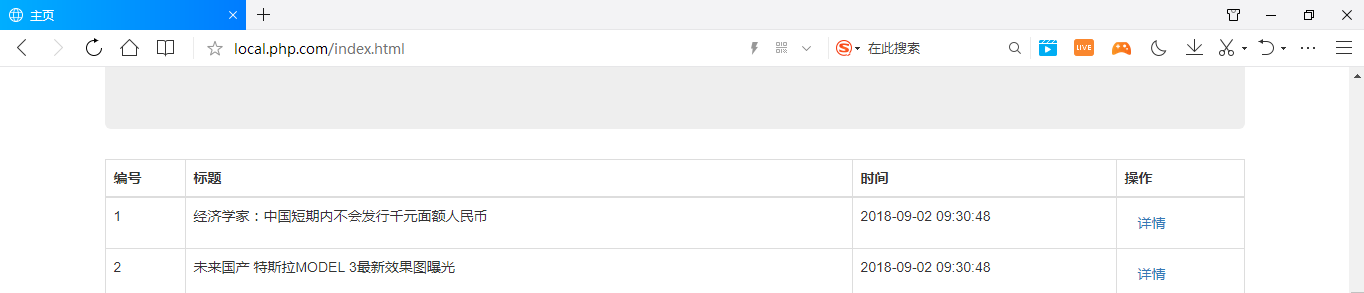 主页
local.php.com/index.html
在此搜索
LIVE
编号 标题 时间 操作
1 经济学家：中国短期内不会发行千元面额人民币 2018-09-02 09:30:48 详情
2 未来国产 特斯拉MODEL 3最新效果图曝光 2018-09-02 09:30:48 详情